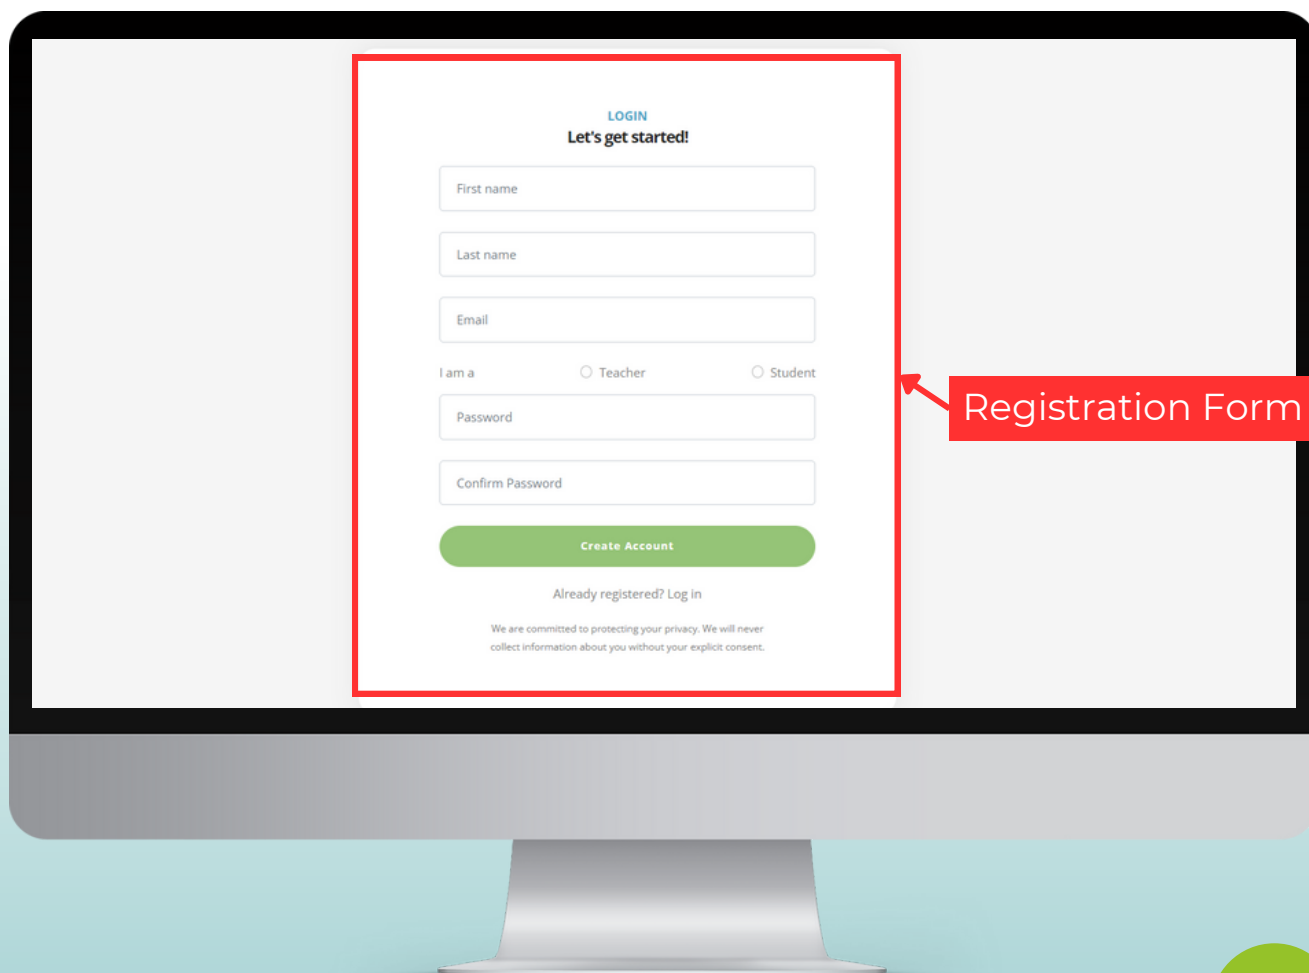 LOGIN
Let's get started!
First name
Last name
Email
I am a Teacher Student
Password
Confirm Password
Create Account
Already registered? Log in
We are committed to protecting your privacy. We will never
collect information about you without your explicit consent.
Registration Form